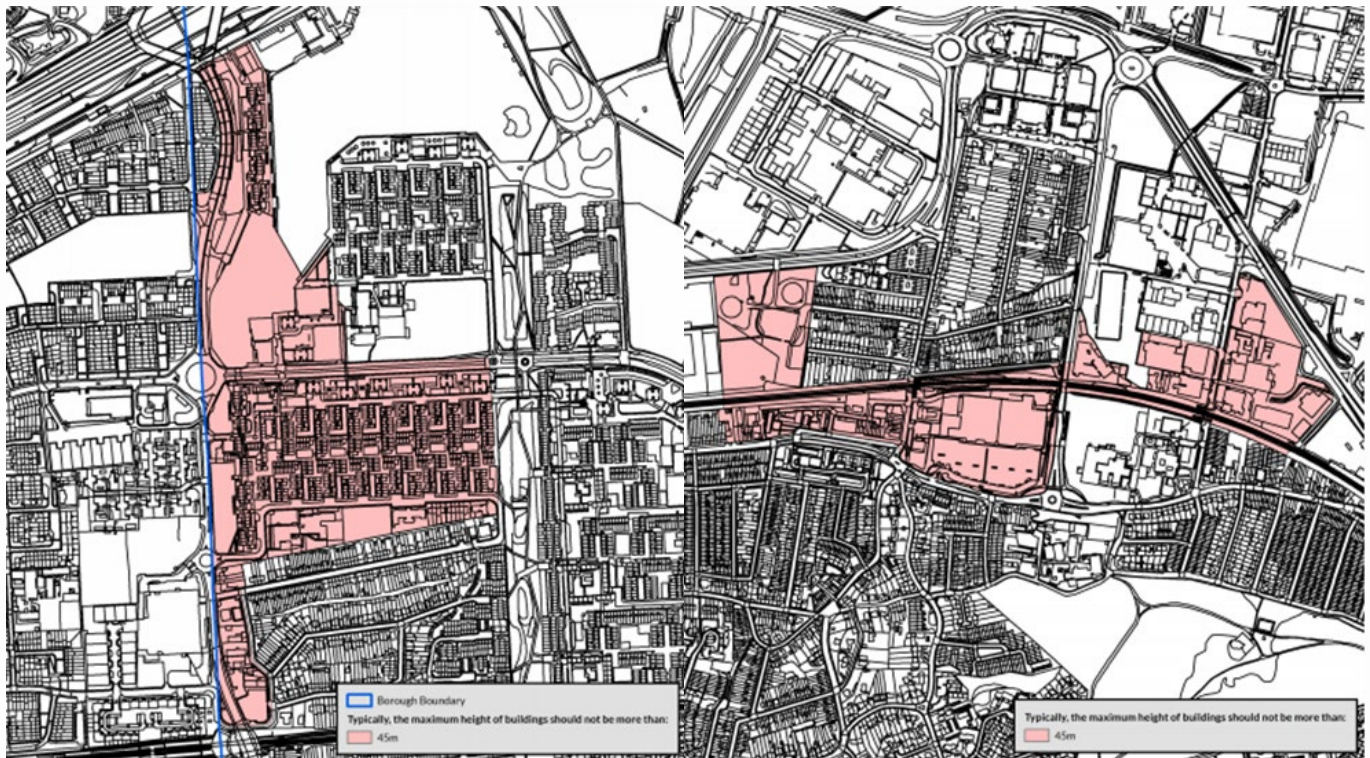 Borough Boundary
Typically, the maximum height of buildings should not be more than:
45m
Typically, the maximum height of buildings should not be more than:
45m